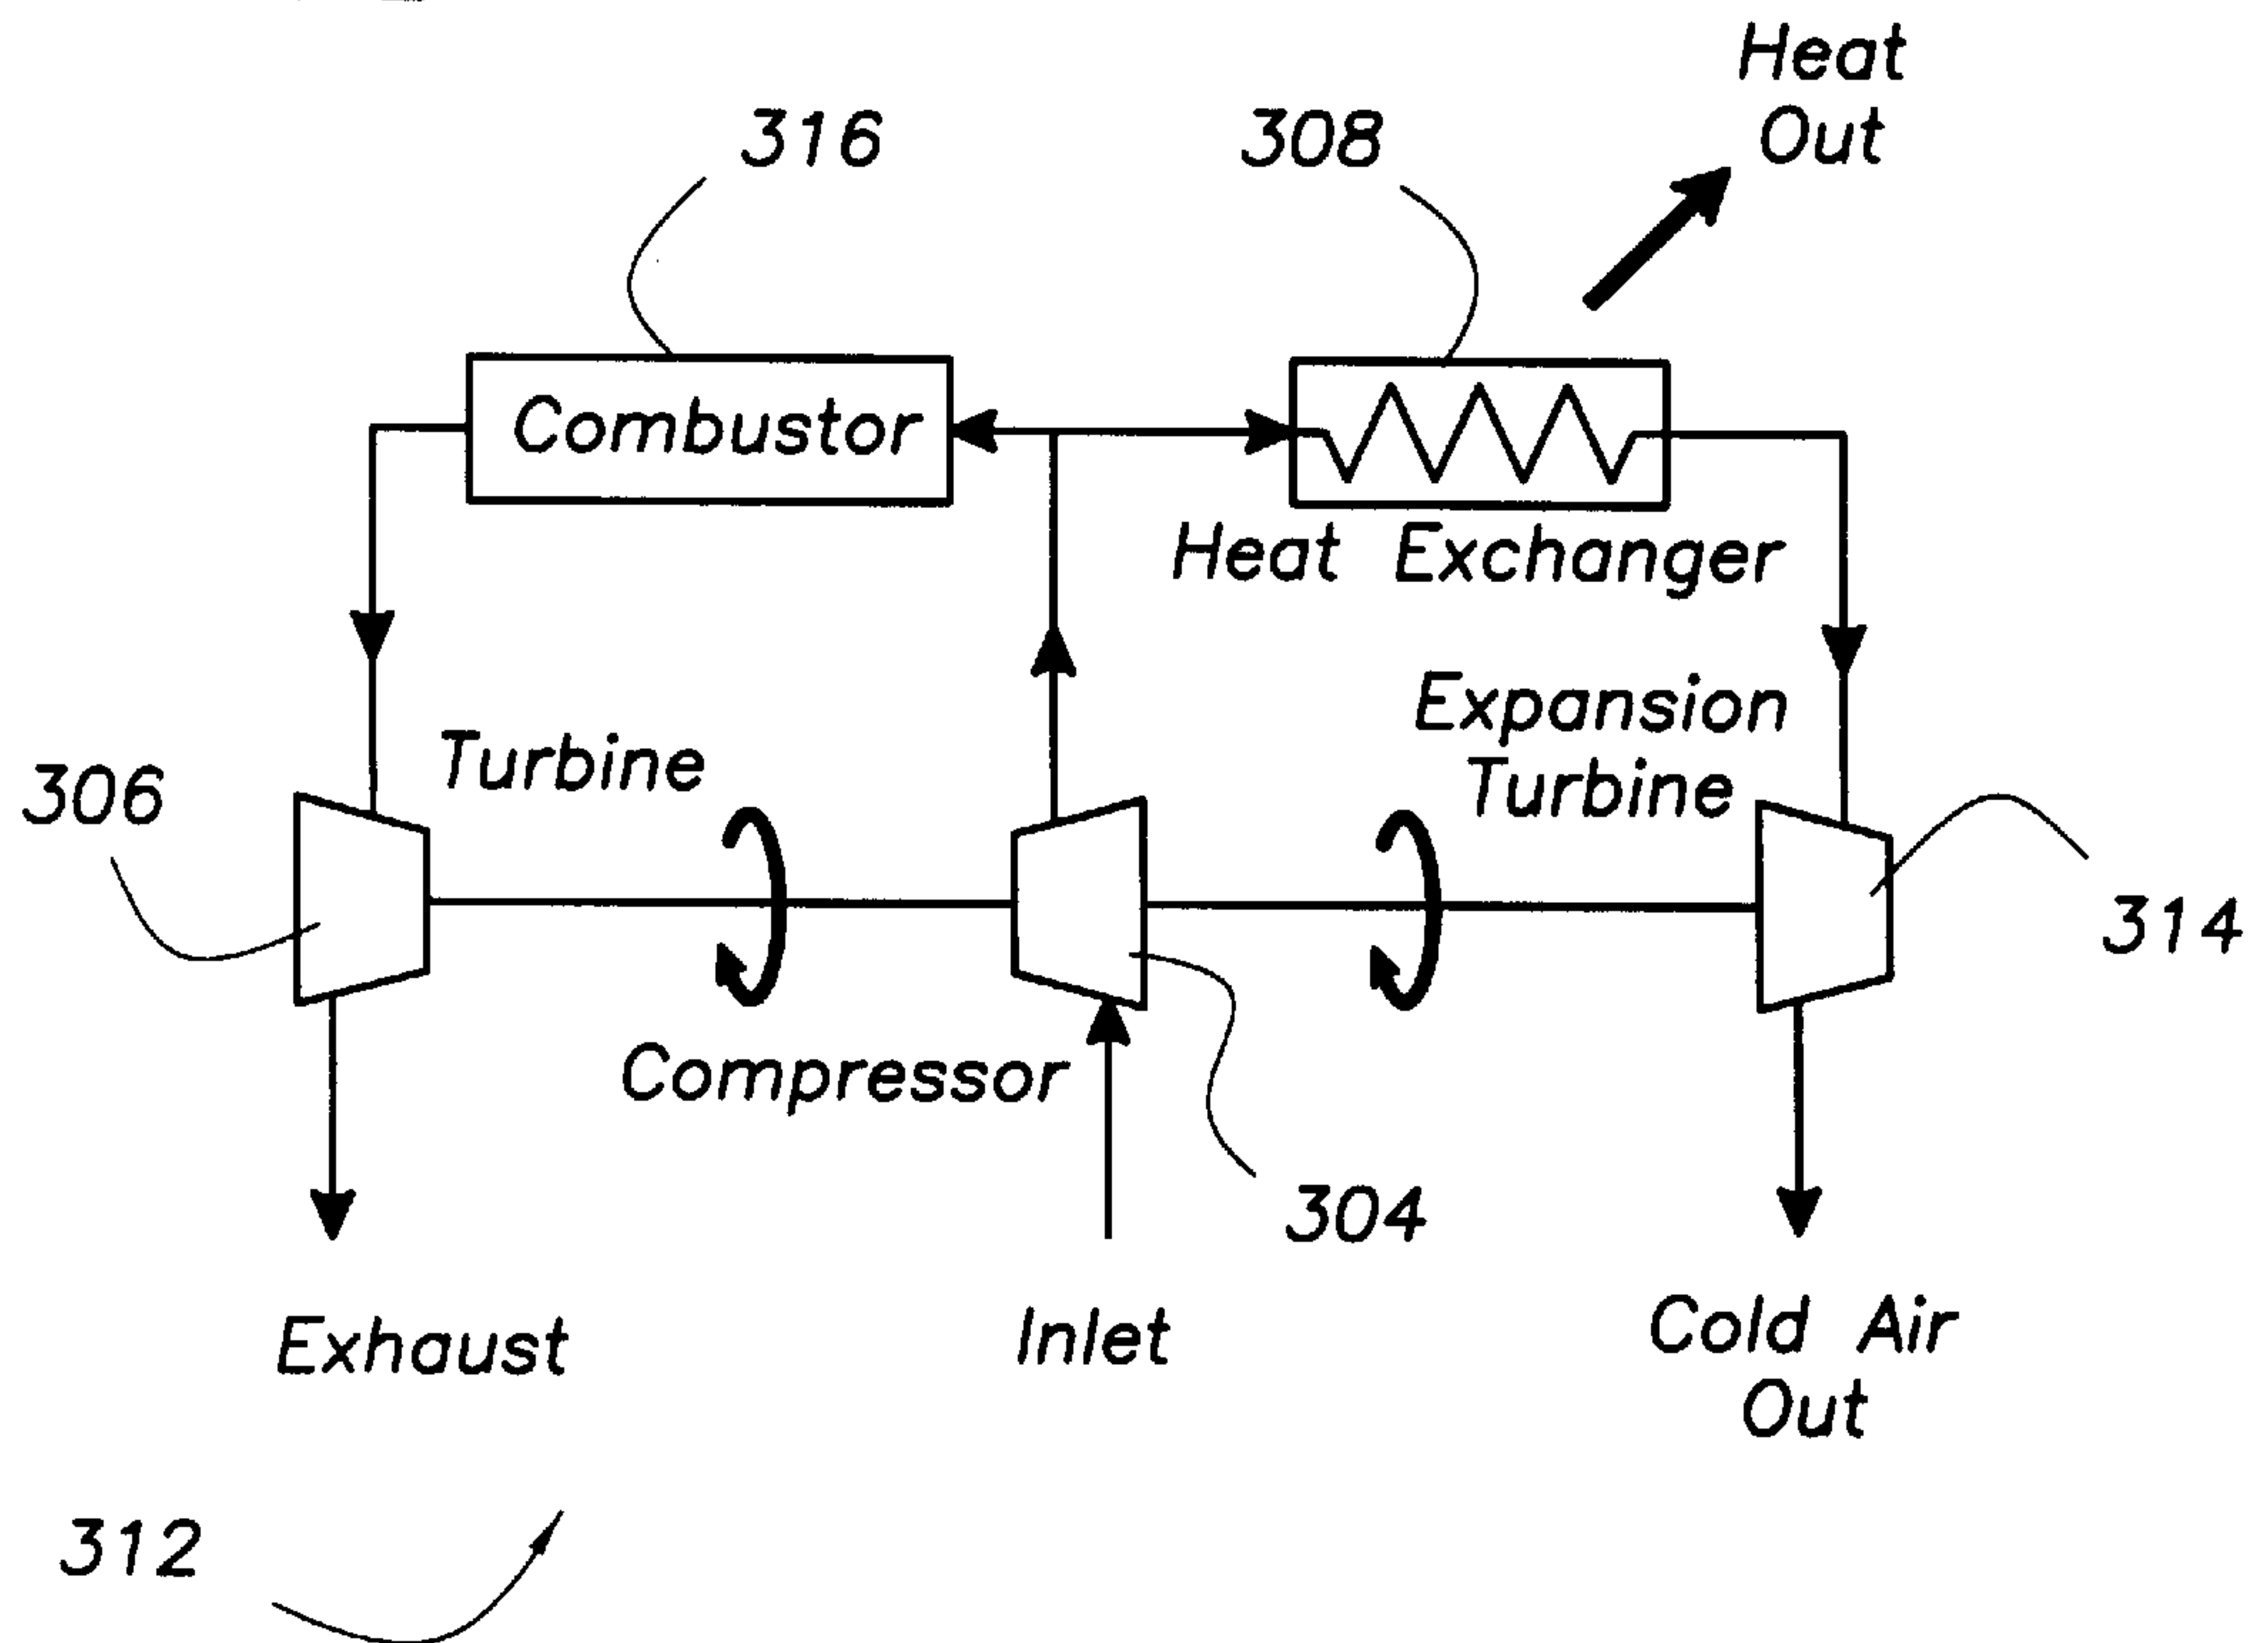 Heat
Out
316
308
Combustor
Heat Exchanger
Expansion
Turbine
Turbine
306
314
Compressor
304
Exhaust
Inlet
Cold Air
Out
312